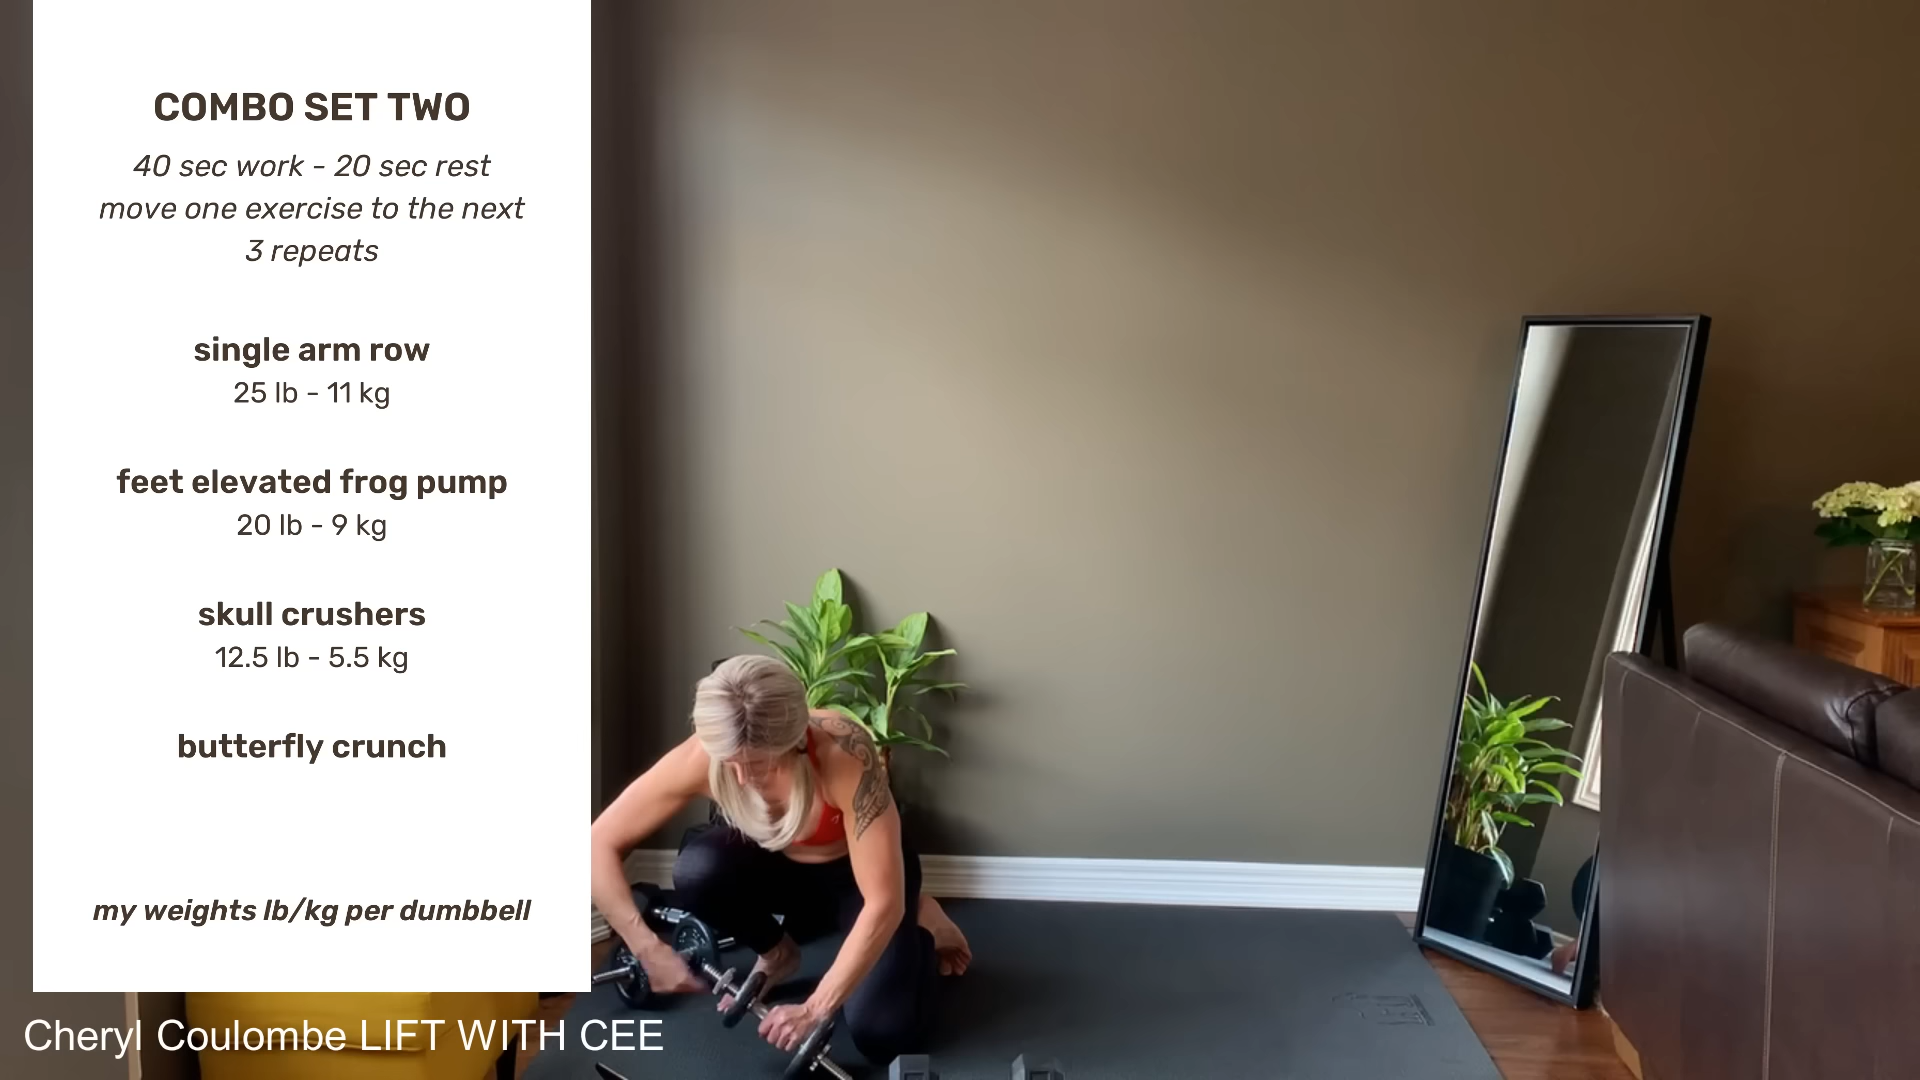 COMBO SET TWO
40 sec work - 20 sec rest
move one exercise to the next
3 repeats
single arm row
25 lb - 11 kg
feet elevated frog pump
20 lb - 9 kg
skull crushers
12.5 lb - 5.5 kg
butterfly crunch
my weights lb/kg per dumbbell
Cheryl Coulombe LIFT WITH CEE